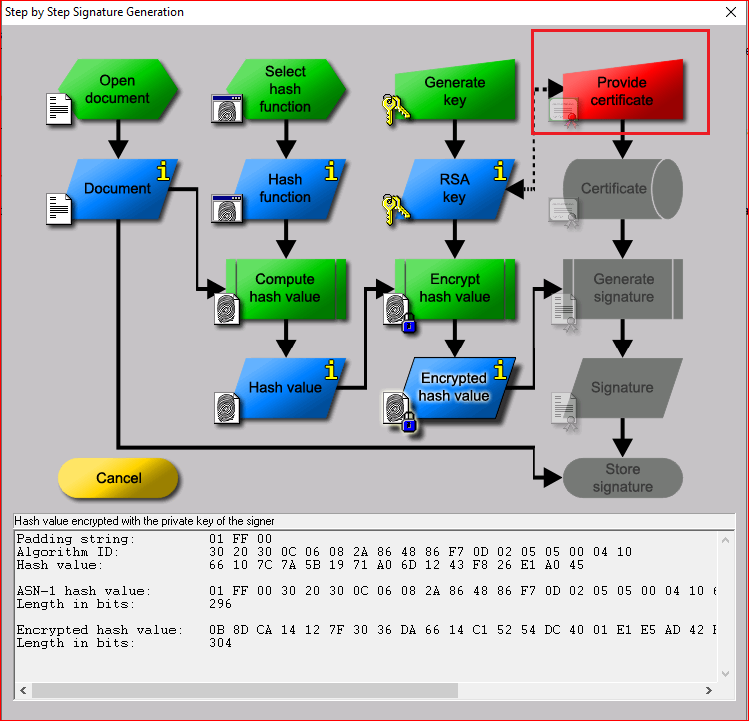 Step by Step Signature Generation
Open
document
Select
hash
function
Generate
key
Provide
certificate
Document
i
Hash
function
i
RSA
key
i
Certificate
Compute
hash value
Encrypt
hash value
Generate
signature
Hash value
i
Encrypted
hash value
i
Signature
Cancel
Store
signature
Hash value encrypted with the private key of the signer
Padding string: 01 FF 00
Algorithm ID: 30 20 30 0C 06 08 2A 86 48 86 F7 0D 02 05 05 00 04 10
Hash value: 66 10 7C 7A 5B 19 71 A0 6D 12 43 F8 26 E1 A0 45
ASN-1 hash value: 01 FF 00 30 20 30 0C 06 08 2A 86 48 86 F7 0D 02 05 05 00 04 10
Length in bits: 296
Encrypted hash value: 0B 8D CA 14 12 7F 30 36 DA 66 14 C1 52 54 DC 40 01 E1 E5 AD 42
Length in bits: 304